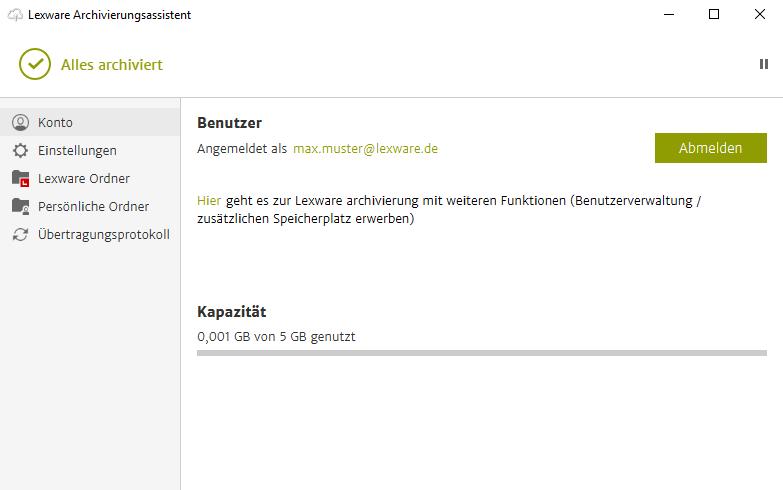 Lexware Archivierungsassistent
Alles archiviert
Konto
Einstellungen
Lexware Ordner
Persönliche Ordner
Übertragungsprotokoll
Benutzer
Angemeldet als max.muster@lexware.de
Abmelden
Hier geht es zur Lexware archivierung mit weiteren Funktionen (Benutzerverwaltung /
zusätzlichen Speicherplatz erwerben)
Kapazität
0,001 GB von 5 GB genutzt